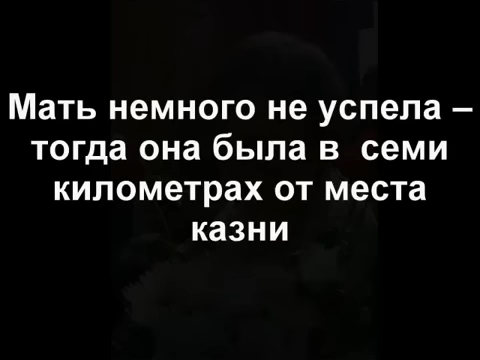 Мать немного не успела –
тогда она была в  семи
километрах от места
казни